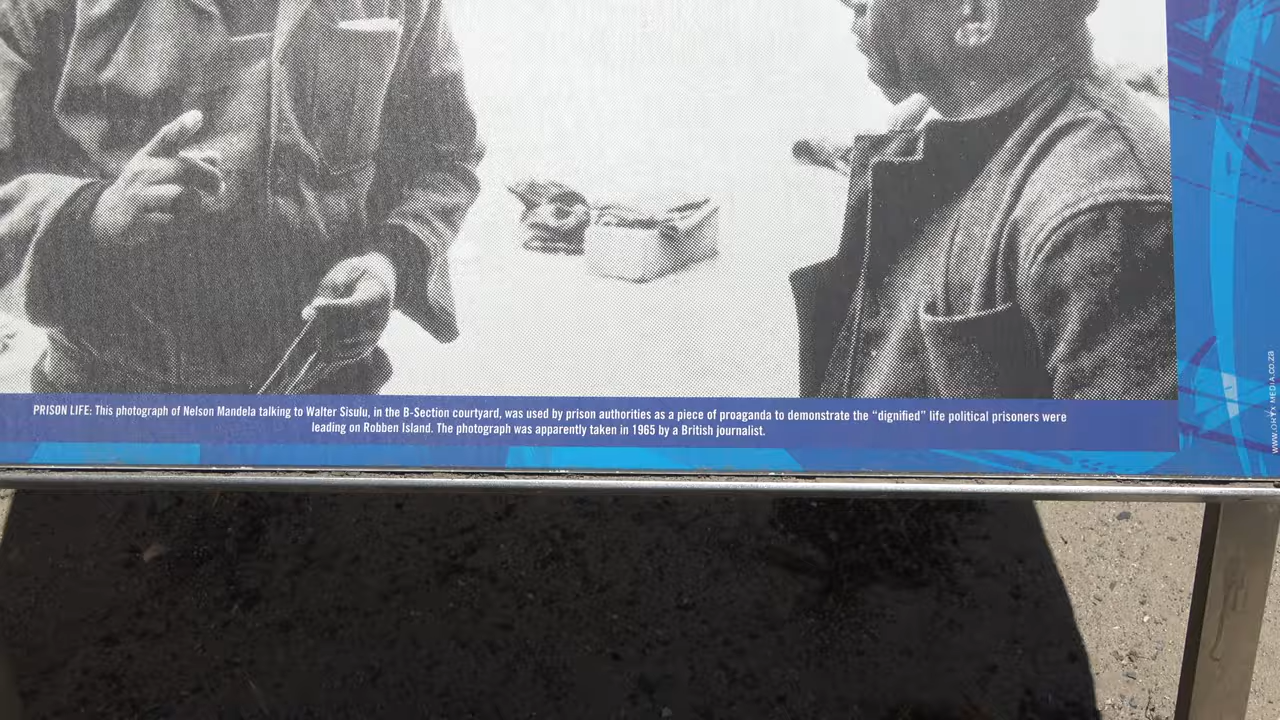 PRISON LIFE: This photograph of Nelson Mandela talking to Walter Sisulu, in the B-Section courtyard, was used by prison authorities as a piece of proaganda to demonstrate the “dignified” life political prisoners were
leading on Robben Island. The photograph was apparently taken in 1965 by a British journalist.
www.ORYXMEDIA.co.za